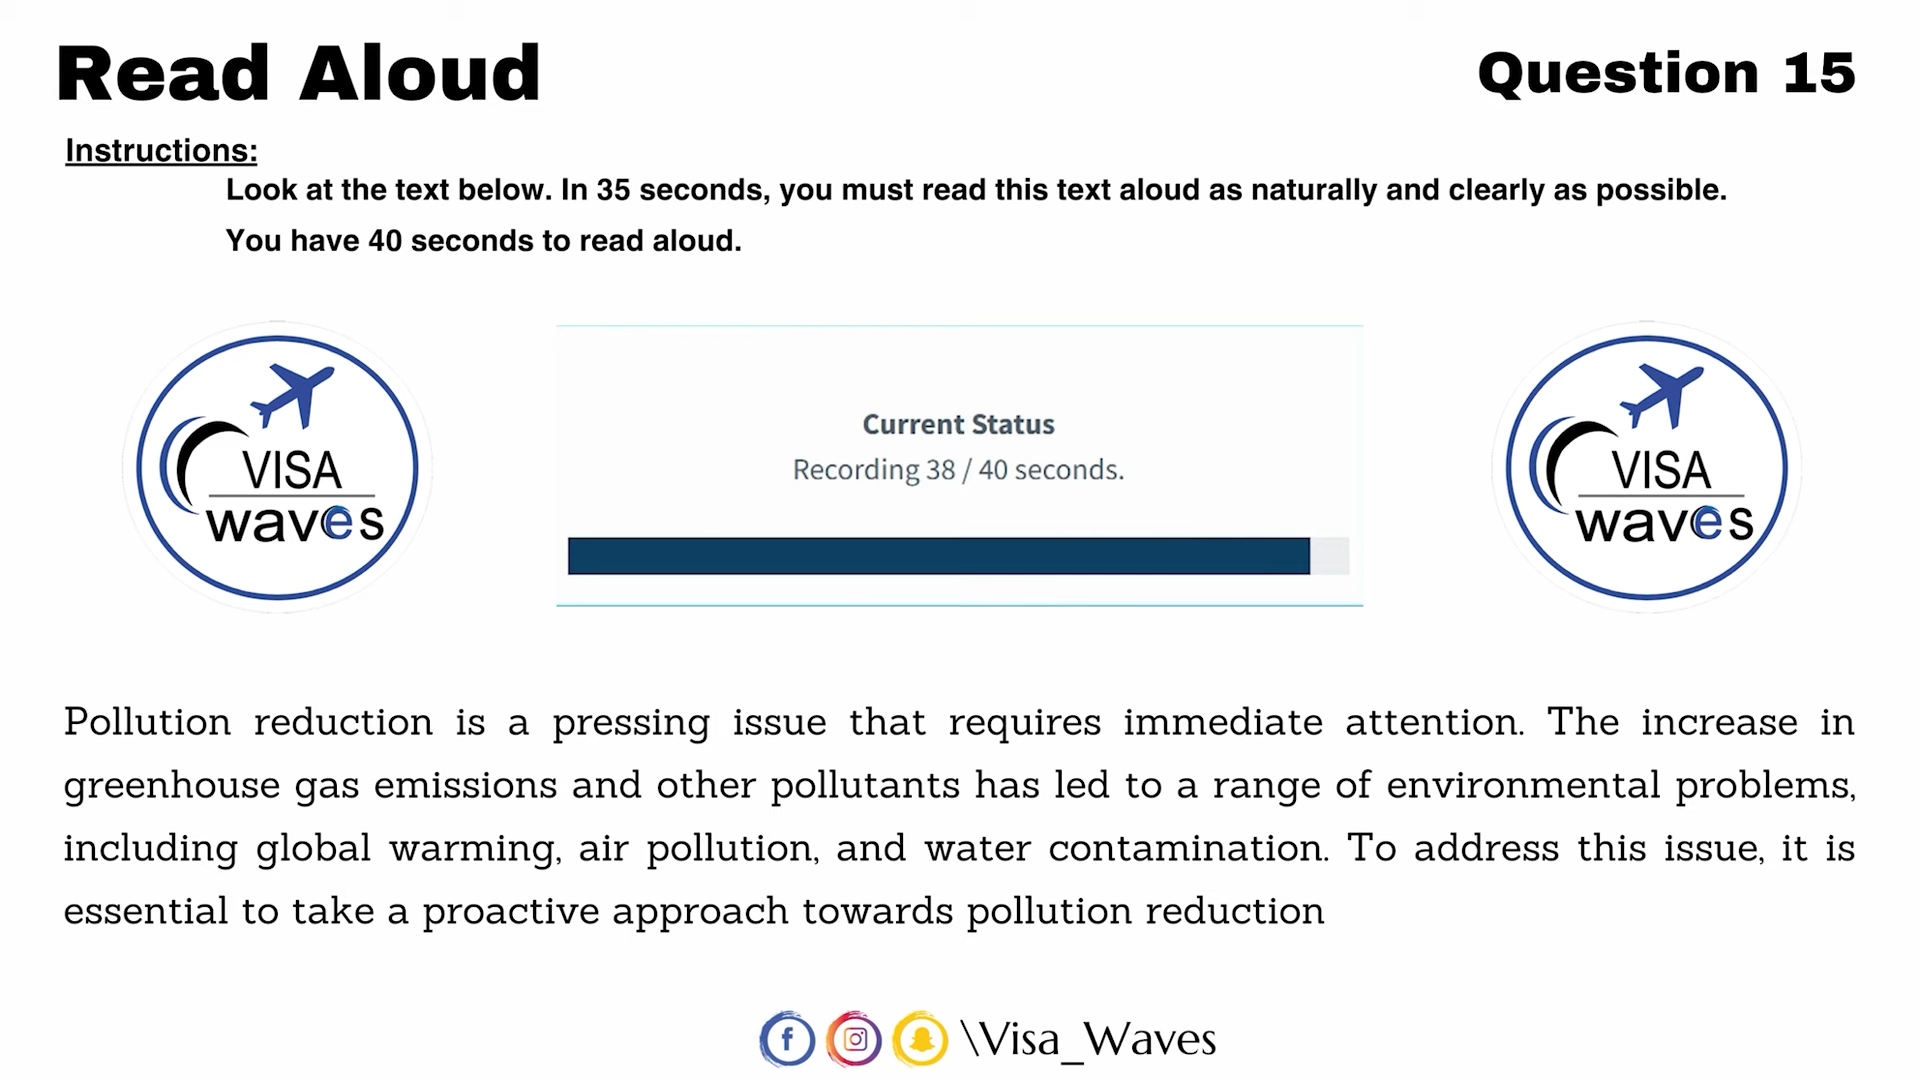 Read Aloud
Question 15
Instructions:
Look at the text below. In 35 seconds, you must read this text aloud as naturally and clearly as possible.
You have 40 seconds to read aloud.
VISA
waves
Current Status
Recording 38 / 40 seconds.
VISA
waves
Pollution reduction is a pressing issue that requires immediate attention. The increase in
greenhouse gas emissions and other pollutants has led to a range of environmental problems,
including global warming, air pollution, and water contamination. To address this issue, it is
essential to take a proactive approach towards pollution reduction
\Visa_Waves